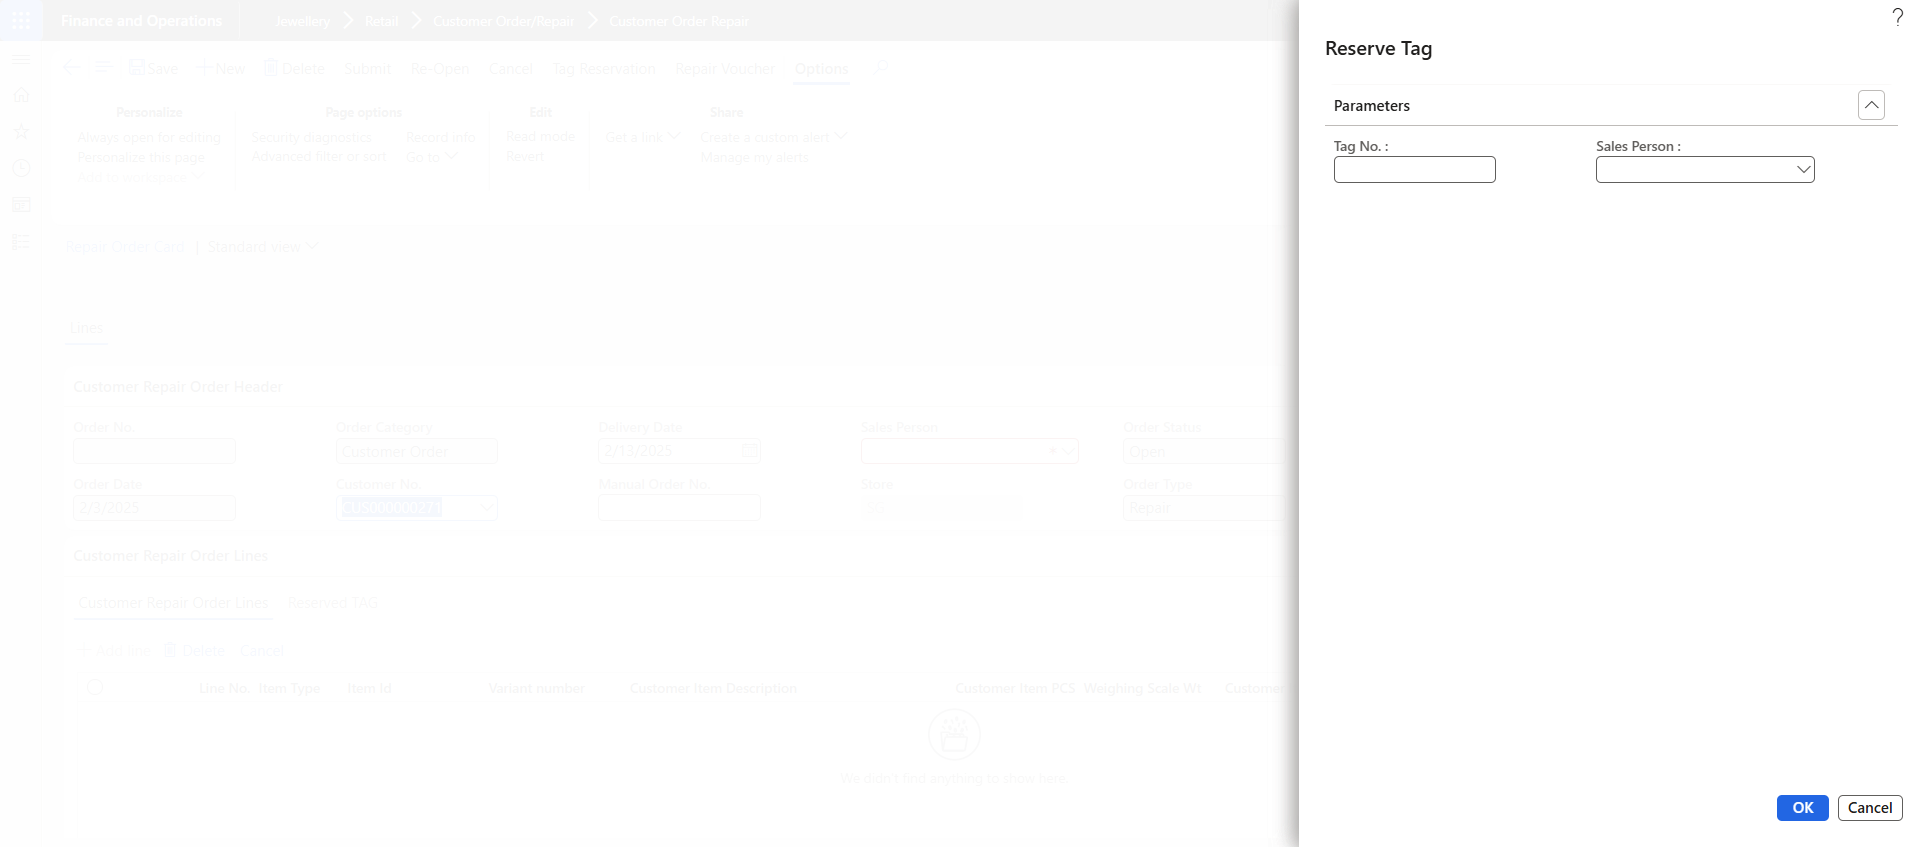 Finance and Operations
Jewellery > Retail > Customer Order/Repair > Customer Order Repair
?
Save New Delete Submit Re-Open Cancel Tag Reservation Repair Voucher Options
Personalize
Always open for editing
Personalize this page
Add to workspace
Page options
Security diagnostics
Advanced filter or sort
Record info
Go to
Edit
Read mode
Revert
Share
Get a link
Create a custom alert
Manage my alerts
Repair Order Card | Standard view
Lines
Customer Repair Order Header
Order No. Order Category Delivery Date Sales Person Order Status
Customer Order 2/13/2025 Open
Order Date Customer No. Manual Order No. Store Order Type
2/3/2025 Repair
Customer Repair Order Lines
Customer Repair Order Lines Reserved TAG
+ Add line Delete Cancel
Line No. Item Type Item Id Variant number Customer Item Description Customer Item PCS Weighing Scale Wt Customer
We didn't find anything to show here.
Reserve Tag
Parameters
Tag No. : Sales Person :
OK Cancel